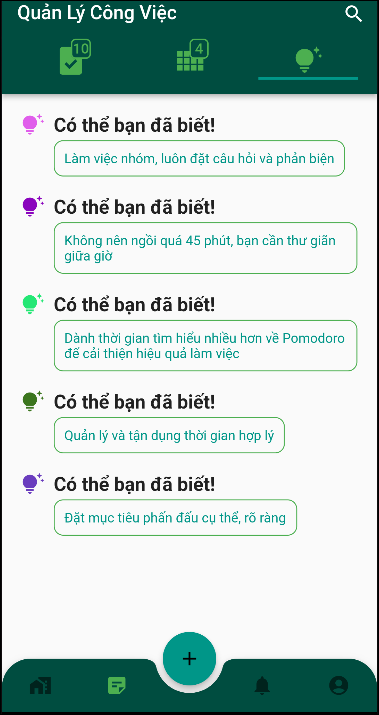 Quản Lý Công Việc
10
4
Có thể bạn đã biết!
Làm việc nhóm, luôn đặt câu hỏi và phản biện
Có thể bạn đã biết!
Không nên ngồi quá 45 phút, bạn cần thư giãn
giữa giờ
Có thể bạn đã biết!
Dành thời gian tìm hiểu nhiều hơn về Pomodoro
để cải thiện hiệu quả làm việc
Có thể bạn đã biết!
Quản lý và tận dụng thời gian hợp lý
Có thể bạn đã biết!
Đặt mục tiêu phấn đấu cụ thể, rõ ràng